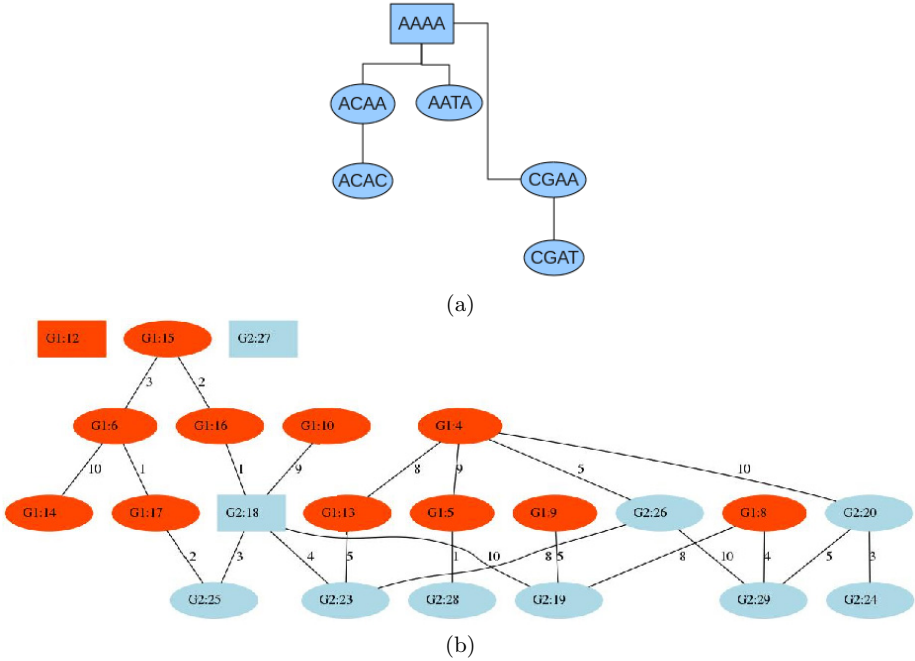 AAAA
ACAA AATA
ACAC CGAA
CGAT
(a)
G1:12 G1:15 G2:27
3 2
G1:6 G1:16 G1:10 G1:4
10 1 1 9 8 9 5 10
G1:14 G1:17 G2:18 G1:13 G1:5 G1:9 G2:26 G1:8 G2:20
2 3 4 5 1 10 8 5 8 10 4 5 3
G2:25 G2:23 G2:28 G2:19 G2:29 G2:24
(b)